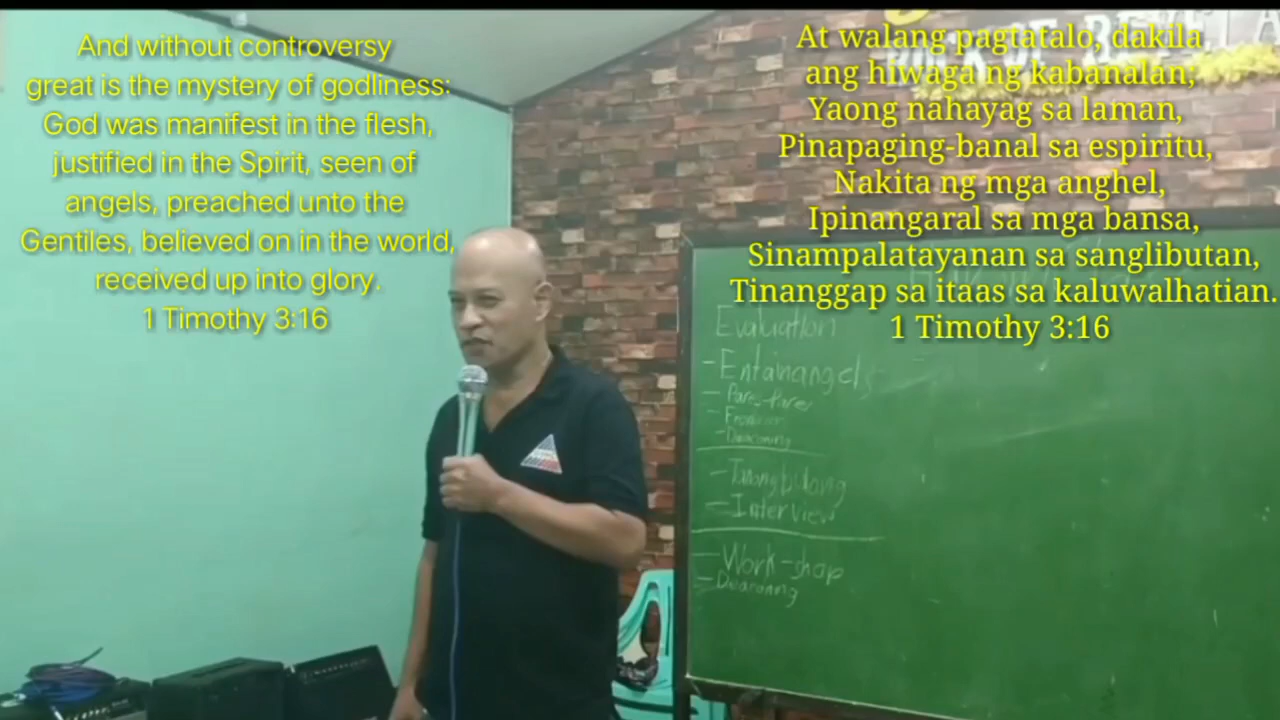 And without controversy
great is the mystery of godliness:
God was manifest in the flesh,
justified in the Spirit, seen of
angels, preached unto the
Gentiles, believed on in the world,
received up into glory.
1 Timothy 3:16
At walang pagtatalo, dakila
ang hiwaga ng kabanalan;
Yaong nahayag sa laman,
Pinapaging-banal sa espiritu,
Nakita ng mga anghel,
Ipinangaral sa mga bansa,
Sinampalatayanan sa sanglibutan,
Tinanggap sa itaas sa kaluwalhatian.
1 Timothy 3:16
ROCK OF
Evaluation
- Interview